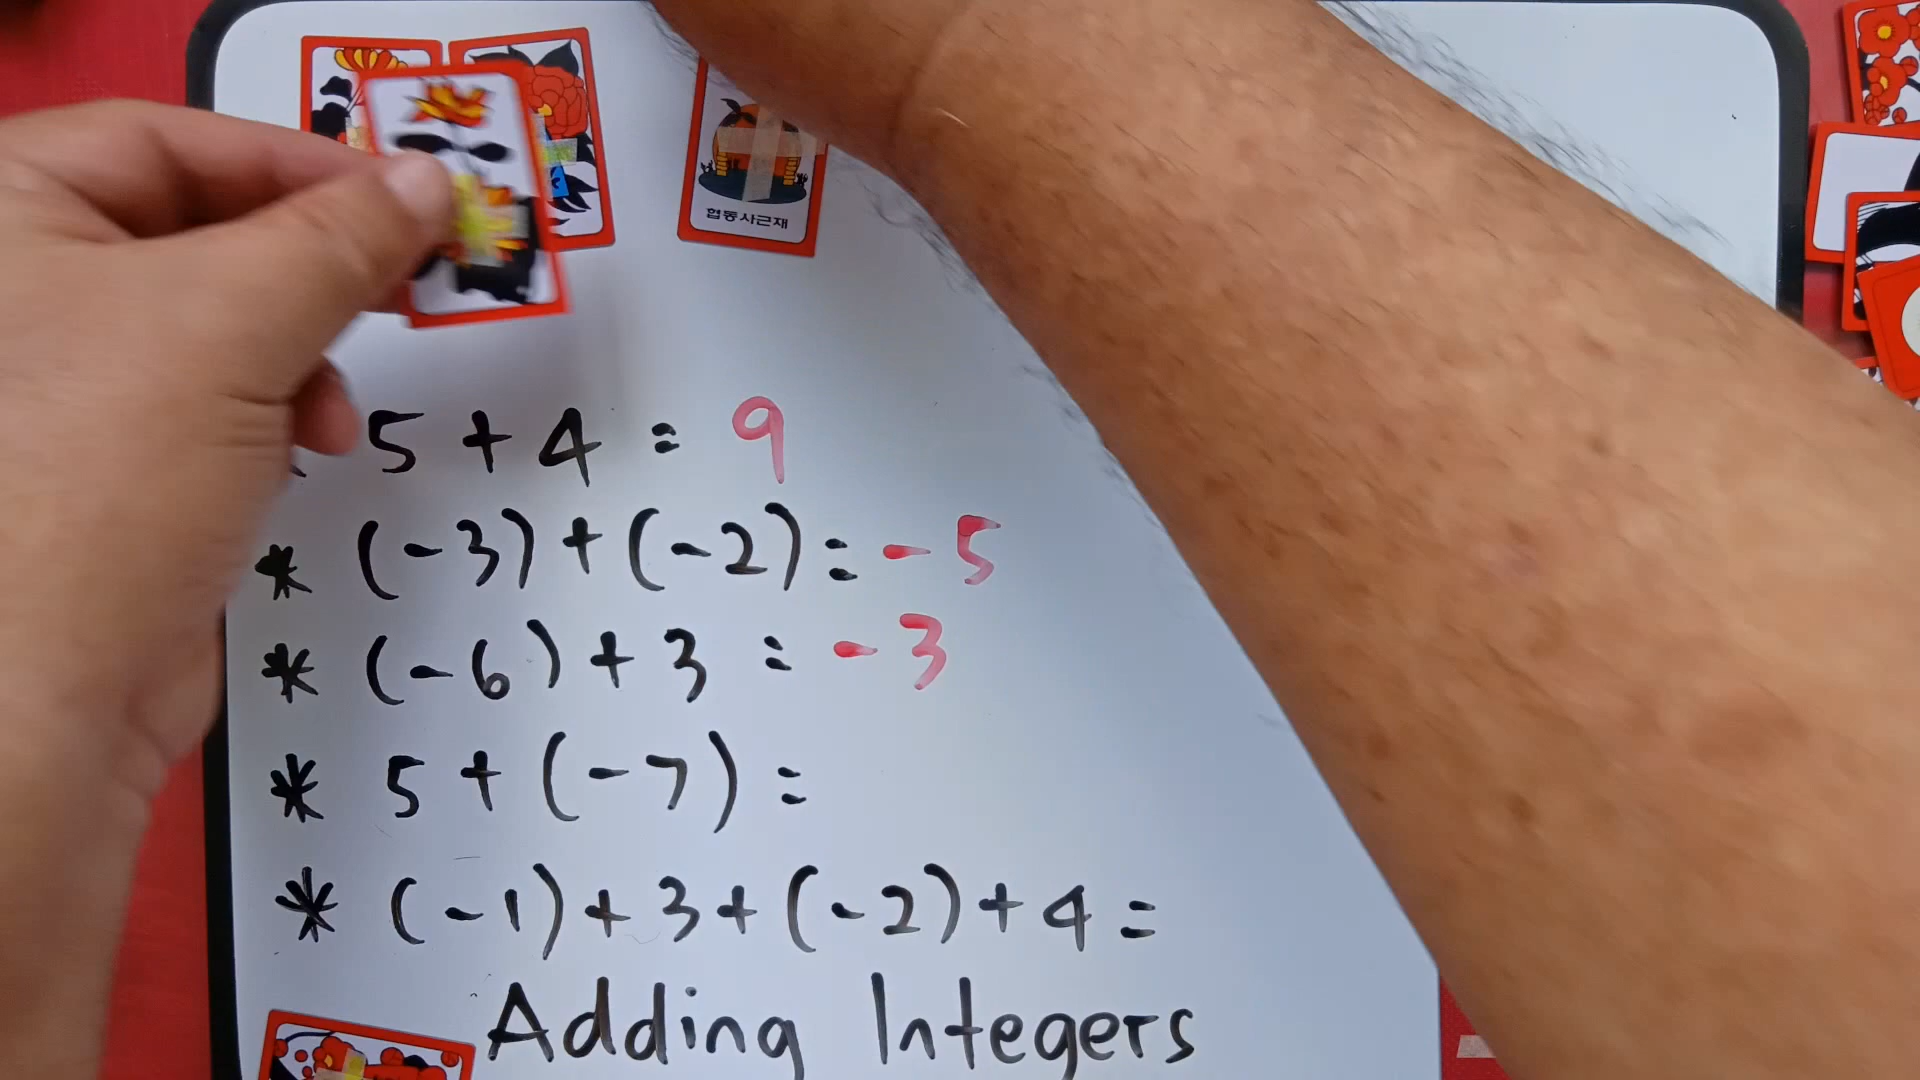 협동사근재
5 + 4 = 9
* (-3) + (-2) = -5
* (-6) + 3 = -3
* 5 + (-7) =
* (-1) + 3 + (-2) + 4 =
Adding Integers